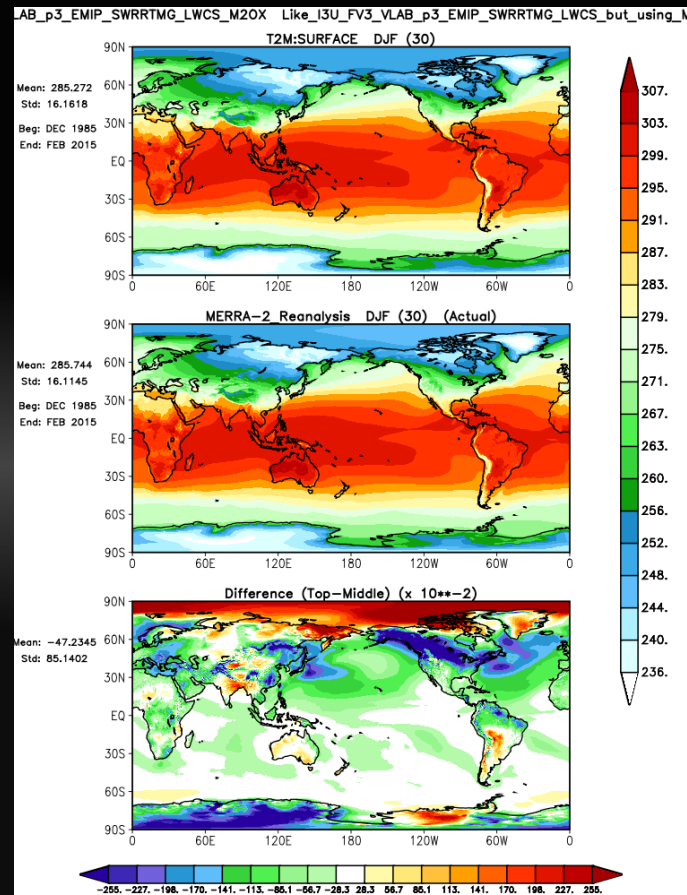 LAB_p3_EMIP_SWRRTMG_LWCS_M2OX Like_I3U_FV3_VLAB_p3_EMIP_SWRRTMG_LWCS_but_using_M
T2M:SURFACE DJF (30)
Mean: 285.272
Std: 16.1618
Beg: DEC 1985
End: FEB 2015
90N
60N
30N
EQ
30S
60S
90S
0 60E 120E 180 120W 60W 0
MERRA-2_Reanalysis DJF (30) (Actual)
Mean: 285.744
Std: 16.1145
Beg: DEC 1985
End: FEB 2015
90N
60N
30N
EQ
30S
60S
90S
0 60E 120E 180 120W 60W 0
Difference (Top-Middle) (x 10**-2)
Mean: -47.2345
Std: 85.1402
90N
60N
30N
EQ
30S
60S
90S
0 60E 120E 180 120W 60W 0
307.
303.
299.
295.
291.
287.
283.
279.
275.
271.
267.
263.
260.
256.
252.
248.
244.
240.
236.
-255. -227. -198. -170. -141. -113. -85.1 -56.7 -28.3 28.3 56.7 85.1 113. 141. 170. 198. 227. 255.